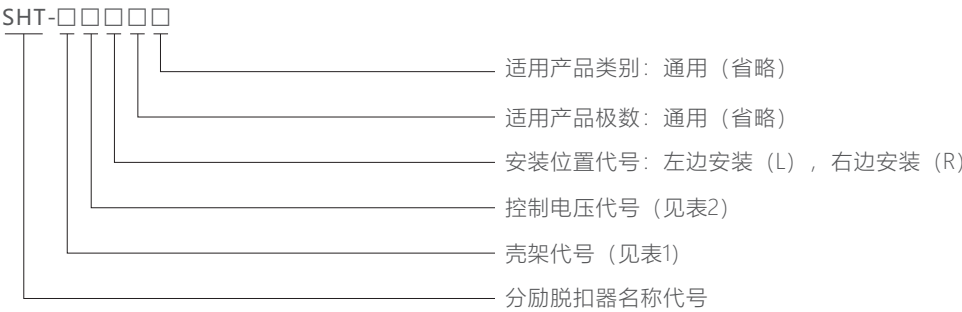 SHT-□□□□□
适用产品类别：通用（省略）
适用产品极数：通用（省略）
安装位置代号：左边安装（L），右边安装（R）
控制电压代号（见表2）
壳架代号（见表1）
分励脱扣器名称代号